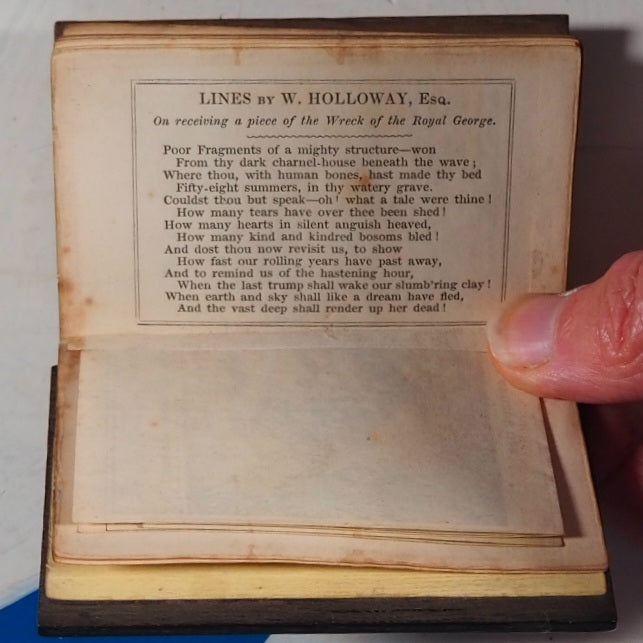 LINES BY W. HOLLOWAY, Esq.
On receiving a piece of the Wreck of the Royal George.
Poor Fragments of a mighty structure—won
From thy dark charnel-house beneath the wave;
Where thou, with human bones, hast made thy bed
Fifty-eight summers, in thy watery grave.
Couldst thou but speak—oh! what a tale were thine!
How many tears have over thee been shed!
How many hearts in silent anguish heaved,
How many kind and kindred bosoms bled!
And dost thou now revisit us, to show
How fast our rolling years have past away,
And to remind us of the hastening hour,
When the last trump shall wake our slumb'ring clay!
When earth and sky shall like a dream have fled,
And the vast deep shall render up her dead!